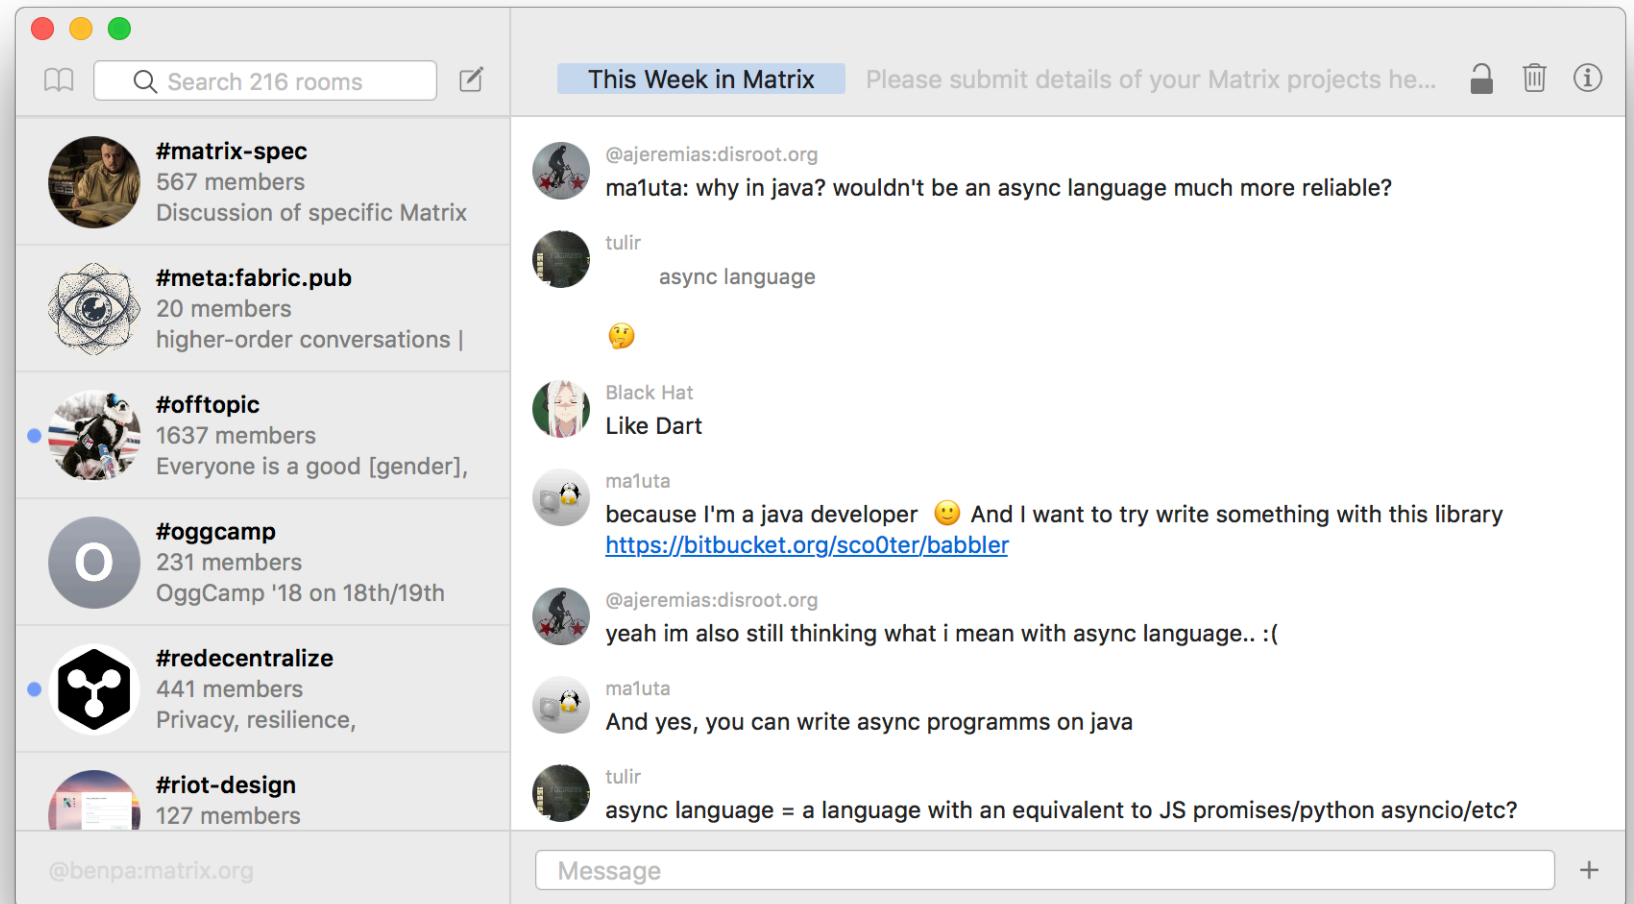 Search 216 rooms
This Week in Matrix
Please submit details of your Matrix projects he...
#matrix-spec
567 members
Discussion of specific Matrix
#meta:fabric.pub
20 members
higher-order conversations |
#offtopic
1637 members
Everyone is a good [gender],
O
#oggcamp
231 members
OggCamp '18 on 18th/19th
#redecentralize
441 members
Privacy, resilience,
#riot-design
127 members
@benpa:matrix.org
@ajeremias:disroot.org
ma1uta: why in java? wouldn't be an async language much more reliable?
tulir
async language
🤔
Black Hat
Like Dart
ma1uta
because I'm a java developer 🙂 And I want to try write something with this library
https://bitbucket.org/sco0ter/babbler
@ajeremias:disroot.org
yeah im also still thinking what i mean with async language.. :(
ma1uta
And yes, you can write async programms on java
tulir
async language = a language with an equivalent to JS promises/python asyncio/etc?
Message